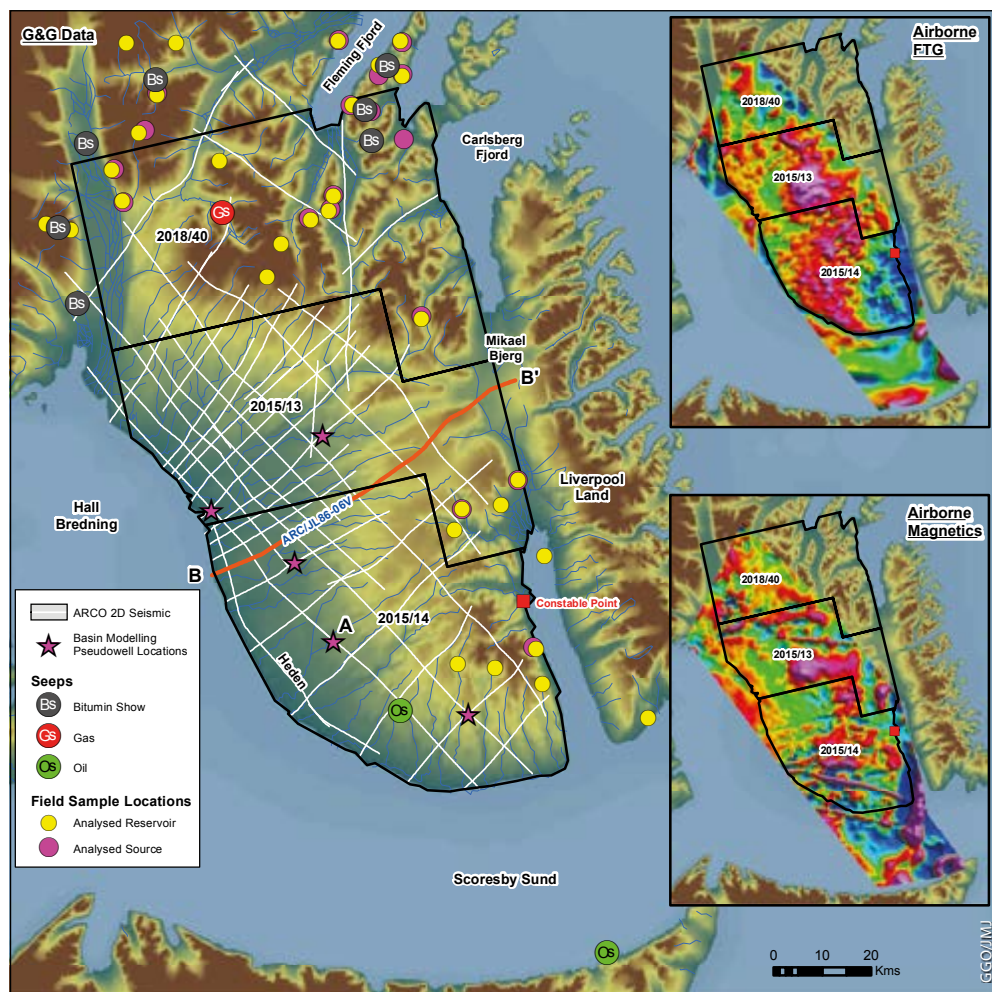 G&G Data
Fleming Fjord
Bs
Bs
Bs
Bs
Bs
Carlsberg
Fjord
Gs
Bs
2018/40
Bs
Mikael
Bjerg
B'
2015/13
Liverpool
Land
Hall
Bredning
ARC/JL86-06V
B
Constable Point
2015/14
A
Heden
Os
ARCO 2D Seismic
Basin Modelling
Pseudowell Locations
Seeps
Bs Bitumin Show
Gs Gas
Os Oil
Field Sample Locations
Analysed Reservoir
Analysed Source
Scoresby Sund
Os
0 10 20
Kms
Airborne
FTG
2018/40
2015/13
2015/14
Airborne
Magnetics
2018/40
2015/13
2015/14
GGO/JMJ